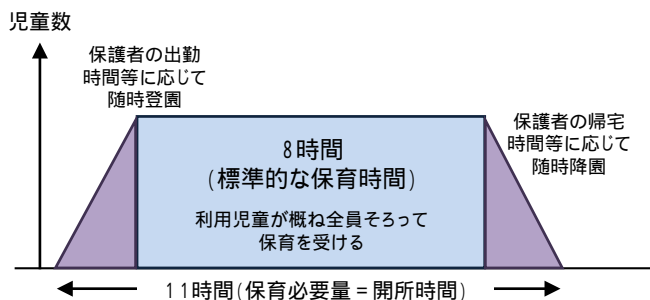 児童数
保護者の出勤
時間等に応じて
随時登園
8時間
(標準的な保育時間)
利用児童が概ね全員そろって
保育を受ける
保護者の帰宅
時間等に応じて
随時降園
11時間(保育必要量=開所時間)